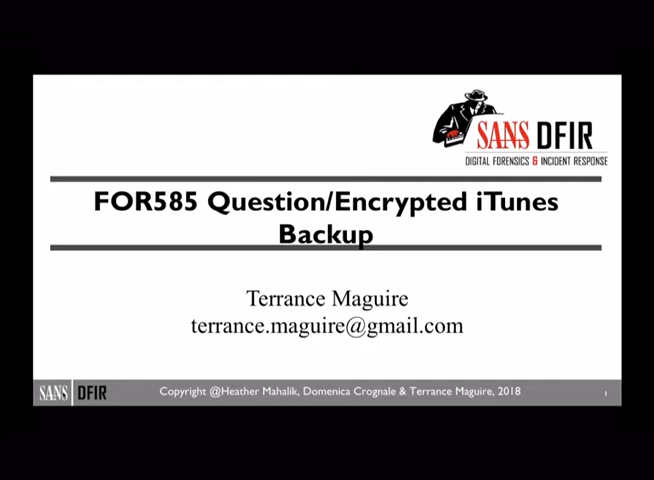 SANS DFIR
DIGITAL FORENSICS & INCIDENT RESPONSE
FOR585 Question/Encrypted iTunes
Backup
Terrance Maguire
terrance.maguire@gmail.com
SANS DFIR
Copyright @Heather Mahalik, Domenica Crognale & Terrance Maguire, 2018
1